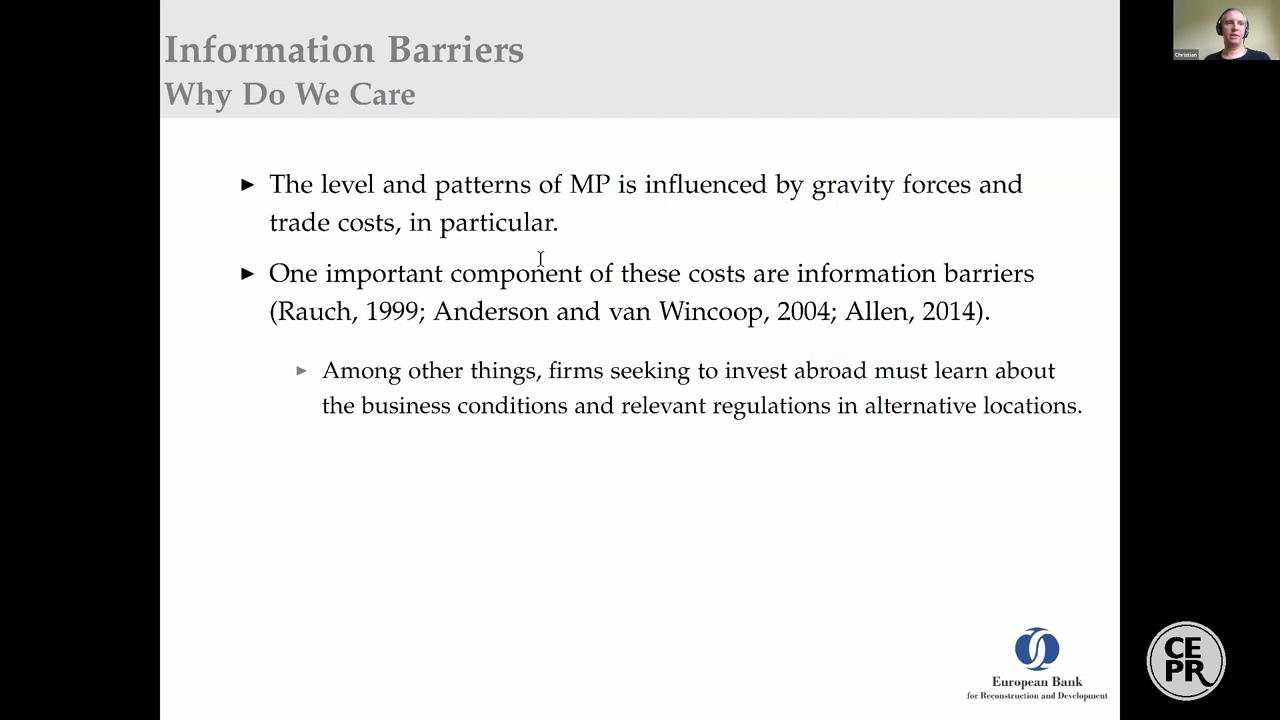 Information Barriers
Why Do We Care
► The level and patterns of MP is influenced by gravity forces and
trade costs, in particular.
► One important component of these costs are information barriers
(Rauch, 1999; Anderson and van Wincoop, 2004; Allen, 2014).
► Among other things, firms seeking to invest abroad must learn about
the business conditions and relevant regulations in alternative locations.
European Bank
for Reconstruction and Development
CE
PR
Christian